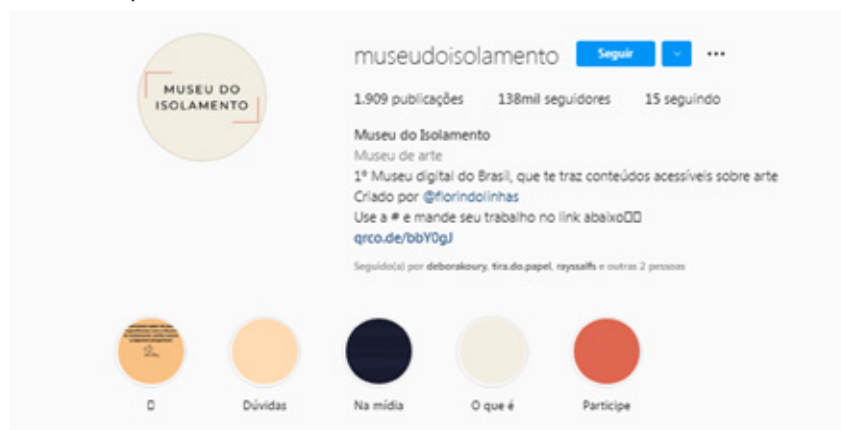 MUSEU DO
ISOLAMENTO
museudoisolamento Seguir
1.909 publicações 138mil seguidores 15 seguindo
Museu do Isolamento
Museu de arte
1º Museu digital do Brasil, que te traz conteúdos acessíveis sobre arte
Criado por @florindolinhas
Use a # e mande seu trabalho no link abaixo
qrco.de/bbY0gJ
Seguido(a) por deborakoury, tira.do.papel, rayssalfs e outras 2 pessoas
Dúvidas Na mídia O que é Participe